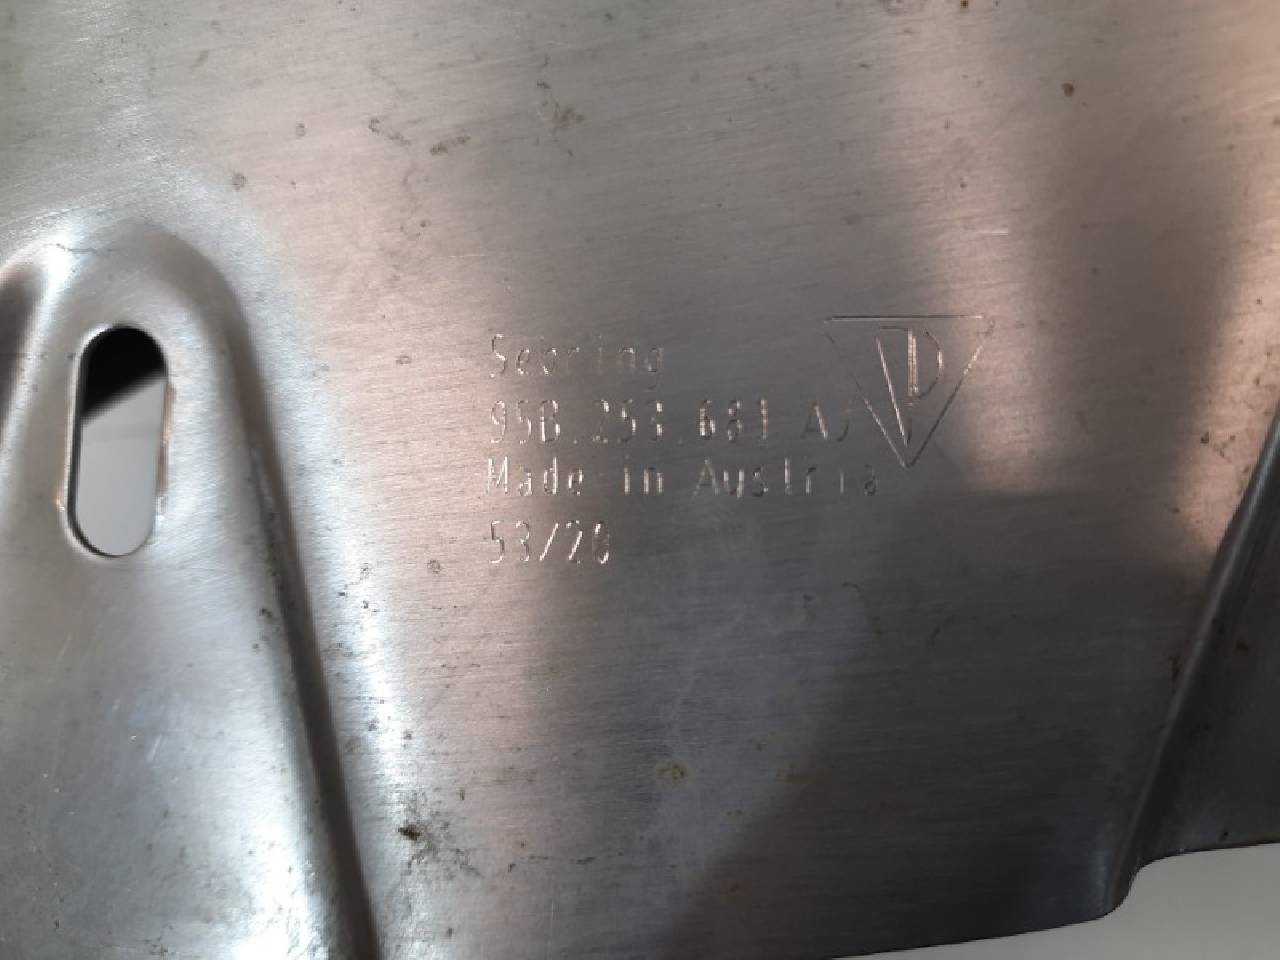 Sebring
95B.253.681 AJ
Made in Austria
53/20
P